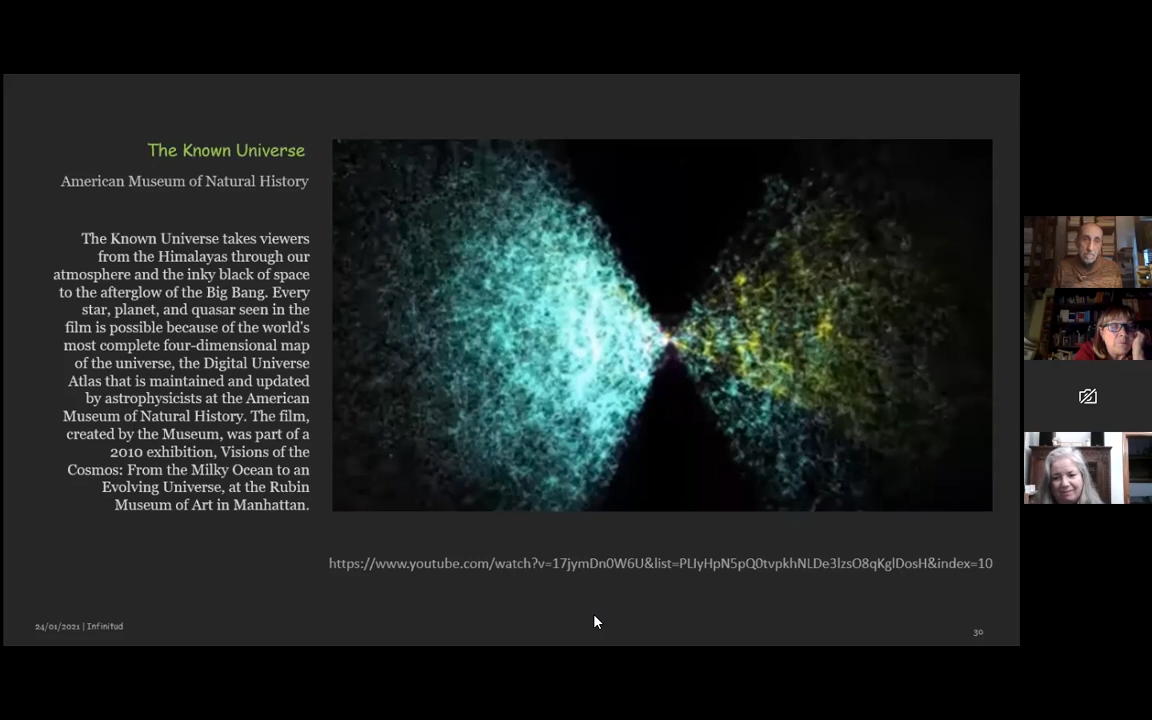 The Known Universe
American Museum of Natural History
The Known Universe takes viewers
from the Himalayas through our
atmosphere and the inky black of space
to the afterglow of the Big Bang. Every
star, planet, and quasar seen in the
film is possible because of the world's
most complete four-dimensional map
of the universe, the Digital Universe
Atlas that is maintained and updated
by astrophysicists at the American
Museum of Natural History. The film,
created by the Museum, was part of a
2010 exhibition, Visions of the
Cosmos: From the Milky Ocean to an
Evolving Universe, at the Rubin
Museum of Art in Manhattan.
https://www.youtube.com/watch?v=17jymDn0W6U&list=PLIyHpN5pQ0tvpkhNLDe3lzsO8qKglDosH&index=10
24/01/2021 | Infinitud
30